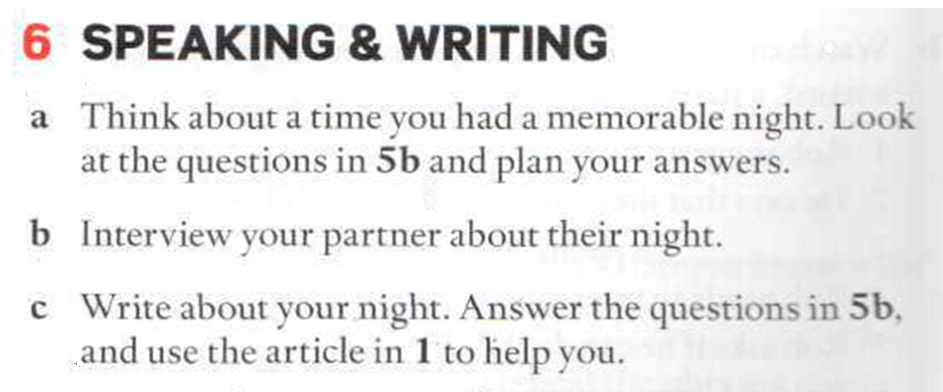 6 SPEAKING & WRITING
a Think about a time you had a memorable night. Look
at the questions in 5b and plan your answers.
b Interview your partner about their night.
c Write about your night. Answer the questions in 5b,
and use the article in 1 to help you.